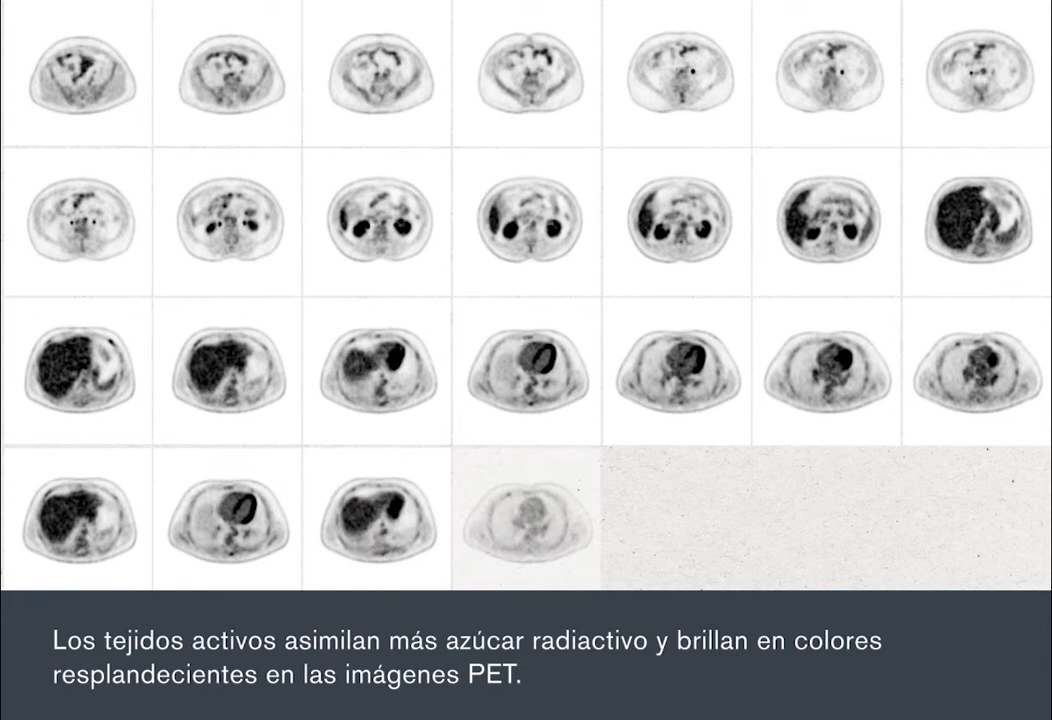 Los tejidos activos asimilan más azúcar radiactivo y brillan en colores
resplandecientes en las imágenes PET.